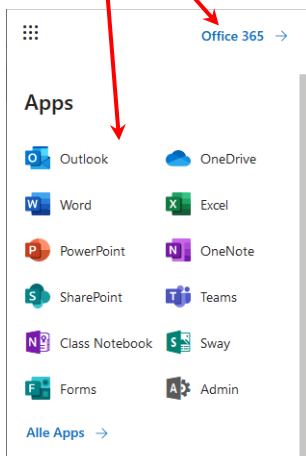 Office 365 →
Apps
Outlook OneDrive
Word Excel
PowerPoint OneNote
SharePoint Teams
Class Notebook Sway
Forms Admin
Alle Apps →